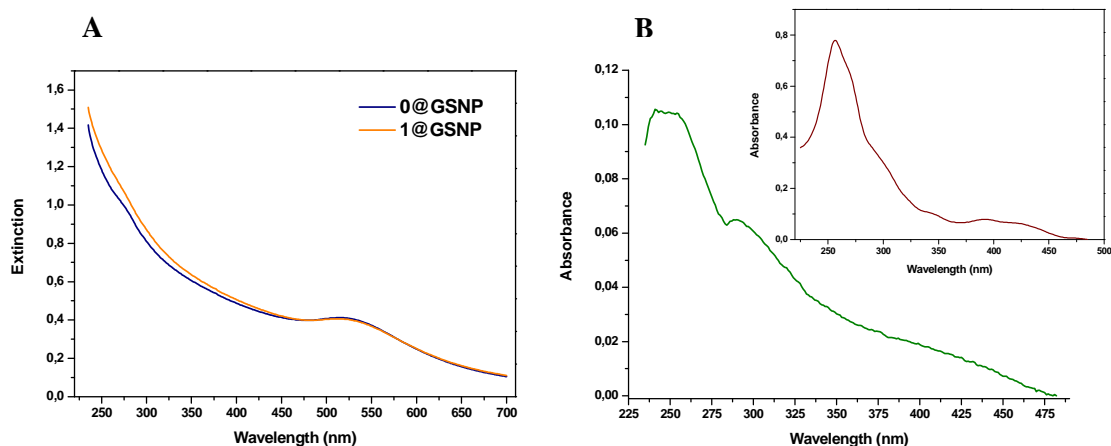 A
1,6
1,4
1,2
1,0
0,8
0,6
0,4
0,2
0,0
Extinction
0@GSNP
1@GSNP
250 300 350 400 450 500 550 600 650 700
Wavelength (nm)
B
0,12
0,10
0,08
0,06
0,04
0,02
0,00
Absorbance
225 250 275 300 325 350 375 400 425 450 475
Wavelength (nm)
0,8
0,6
0,4
0,2
0,0
Absorbance
250 300 350 400 450 500
Wavelength (nm)